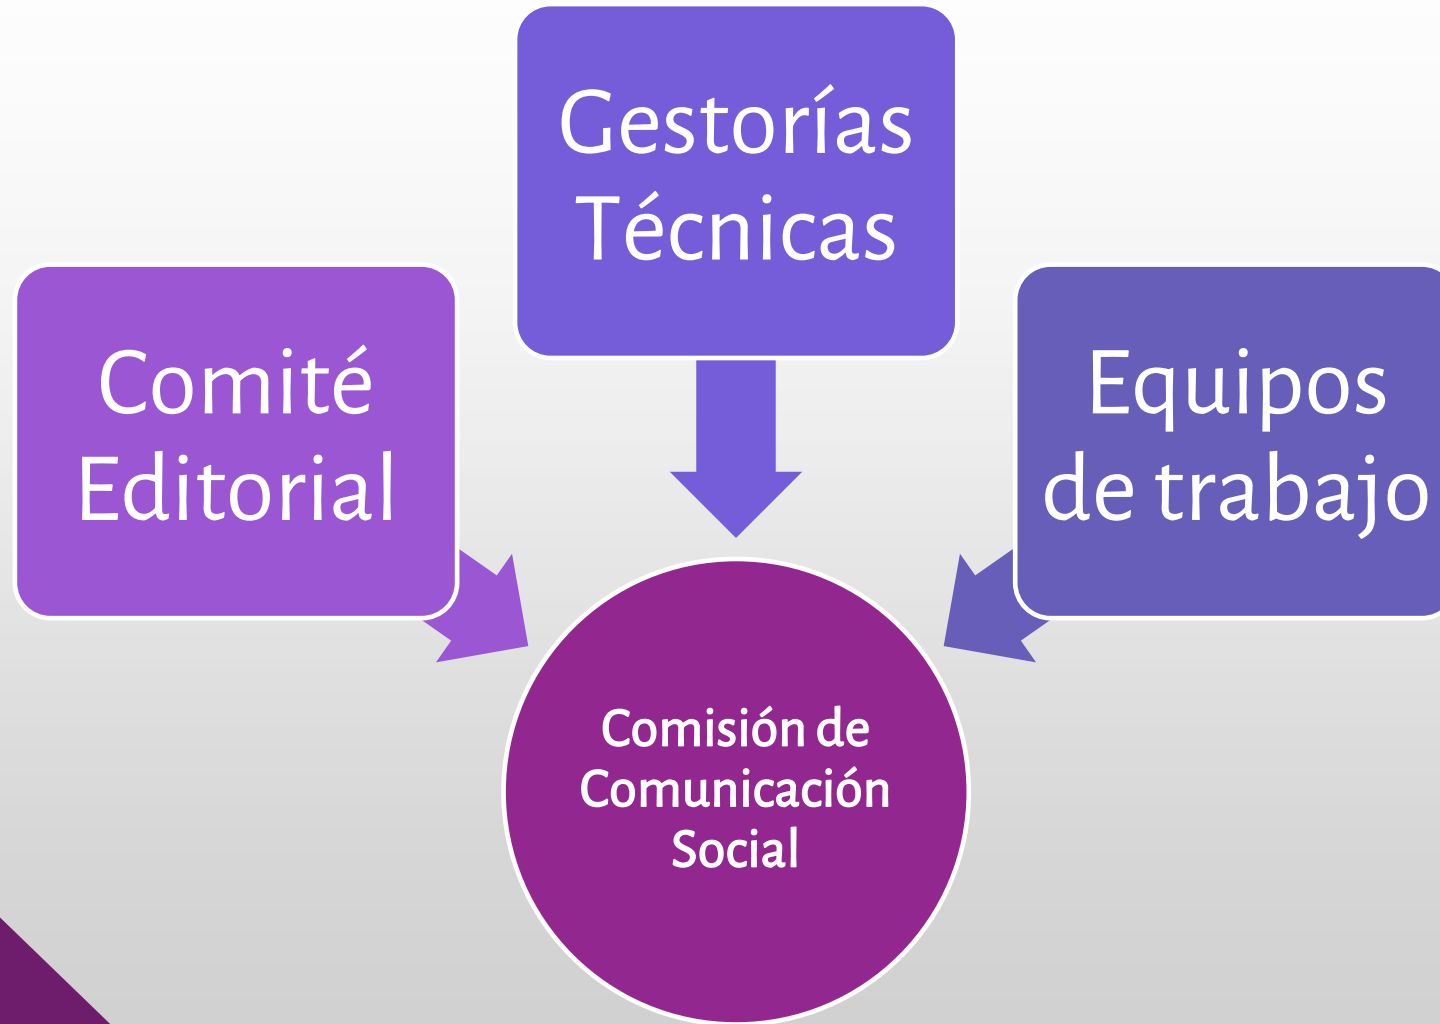 Gestorías
Técnicas
Comité
Editorial
Equipos
de trabajo
Comisión de
Comunicación
Social